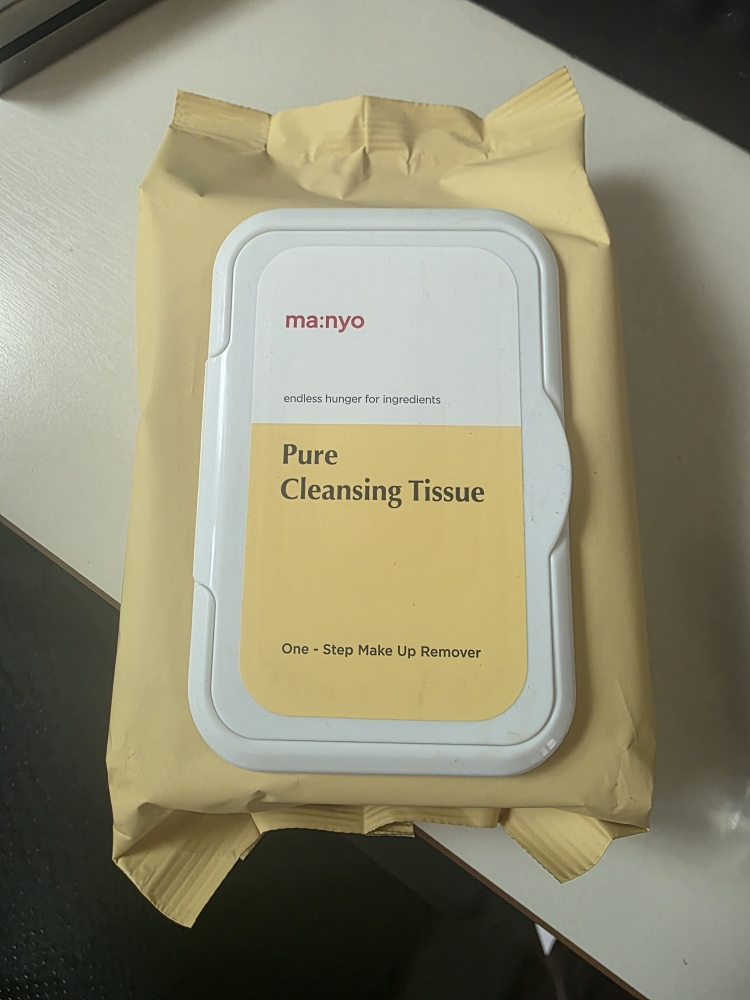 ma:nyo
endless hunger for ingredients
Pure
Cleansing Tissue
One - Step Make Up Remover